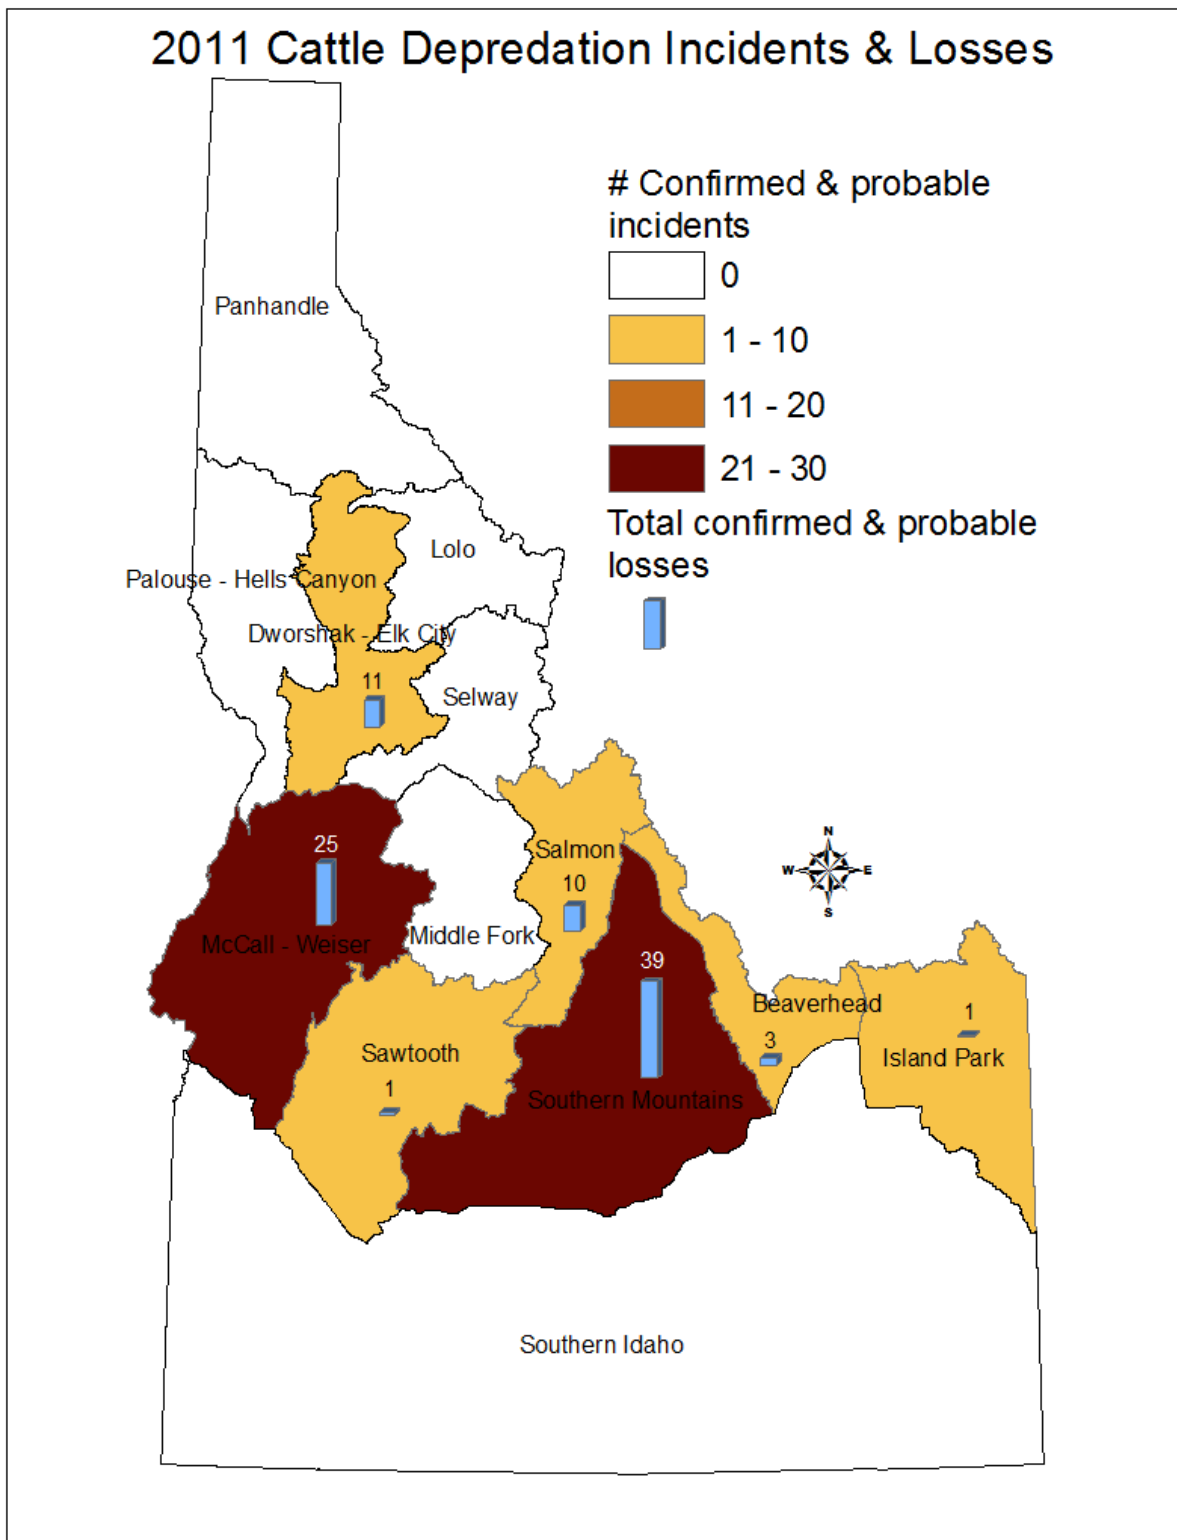 2011 Cattle Depredation Incidents & Losses
# Confirmed & probable
incidents
0
1 - 10
11 - 20
21 - 30
Total confirmed & probable
losses
Panhandle
Lolo
Palouse - Hells Canyon
Dworshak - Elk City
11
Selway
25
McCall - Weiser
Middle Fork
Salmon
10
N
W E
S
39
Southern Mountains
Beaverhead
3
1
Island Park
Sawtooth
1
Southern Idaho